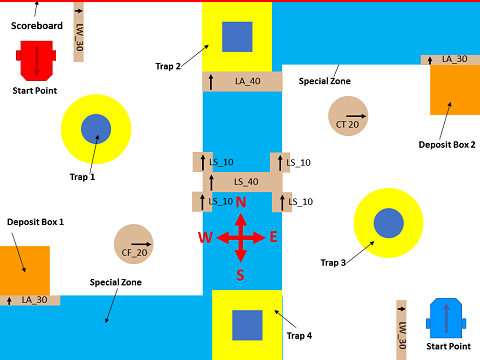 Scoreboard
LW_30
Start Point
Trap 2
LA_40
Special Zone
LA_30
CT 20
Deposit Box 2
Trap 1
LS_10
LS_10
LS_40
LS_10
LS_10
N
W
E
S
Deposit Box 1
CF_20
Trap 3
LA_30
Special Zone
Trap 4
LW_30
Start Point